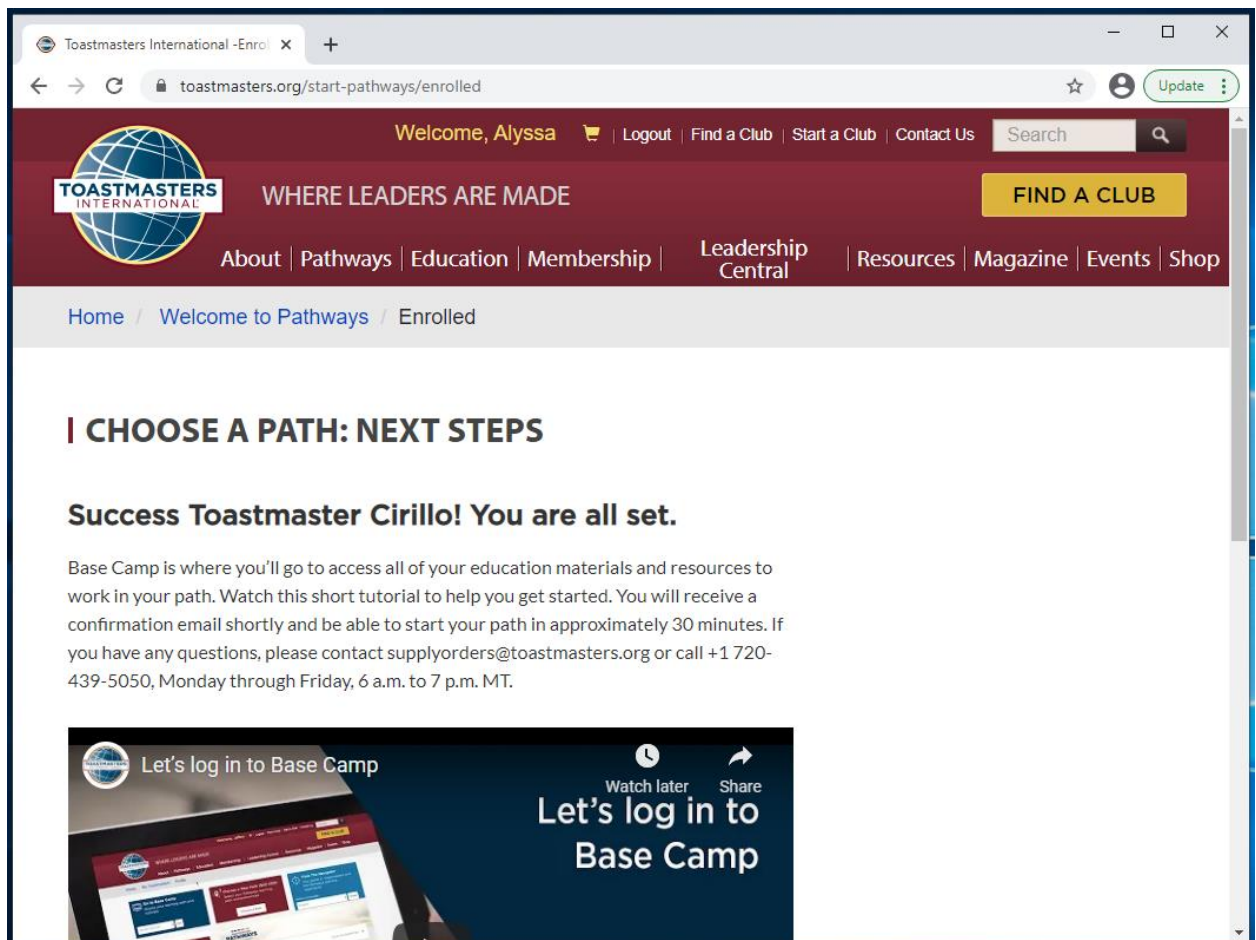 Toastmasters International -Enrol
toastmasters.org/start-pathways/enrolled
Update
Welcome, Alyssa | Logout | Find a Club | Start a Club | Contact Us Search
TOASTMASTERS
INTERNATIONAL
WHERE LEADERS ARE MADE
FIND A CLUB
About | Pathways | Education | Membership | Leadership Central | Resources | Magazine | Events | Shop
Home / Welcome to Pathways / Enrolled
CHOOSE A PATH: NEXT STEPS
Success Toastmaster Cirillo! You are all set.
Base Camp is where you'll go to access all of your education materials and resources to
work in your path. Watch this short tutorial to help you get started. You will receive a
confirmation email shortly and be able to start your path in approximately 30 minutes. If
you have any questions, please contact supplyorders@toastmasters.org or call +1 720-
439-5050, Monday through Friday, 6 a.m. to 7 p.m. MT.
Let's log in to Base Camp
Watch later
Share
Let's log in to
Base Camp